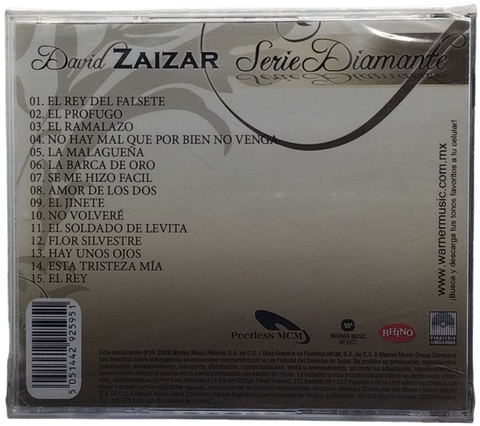 David ZAIZAR Serie Diamante
01. EL REY DEL FALSETE
02. EL PROFUGO
03. EL RAMALAZO
04. NO HAY MAL QUE POR BIEN NO VENGA
05. LA MALAGUEÑA
06. LA BARCA DE ORO
07. SE ME HIZO FACIL
08. AMOR DE LOS DOS
09. EL JINETE
10. NO VOLVERÉ
11. EL SOLDADO DE LEVITA
12. FLOR SILVESTRE
13. HAY UNOS OJOS
14. ESTA TRISTEZA MÍA
15. EL REY
www.warnermusic.com.mx
¡Busca y descarga tus tonos favoritos a tu celular!
5 051442 925951
Peerless MCM
WARNER MUSIC
MEXICO
RHINO